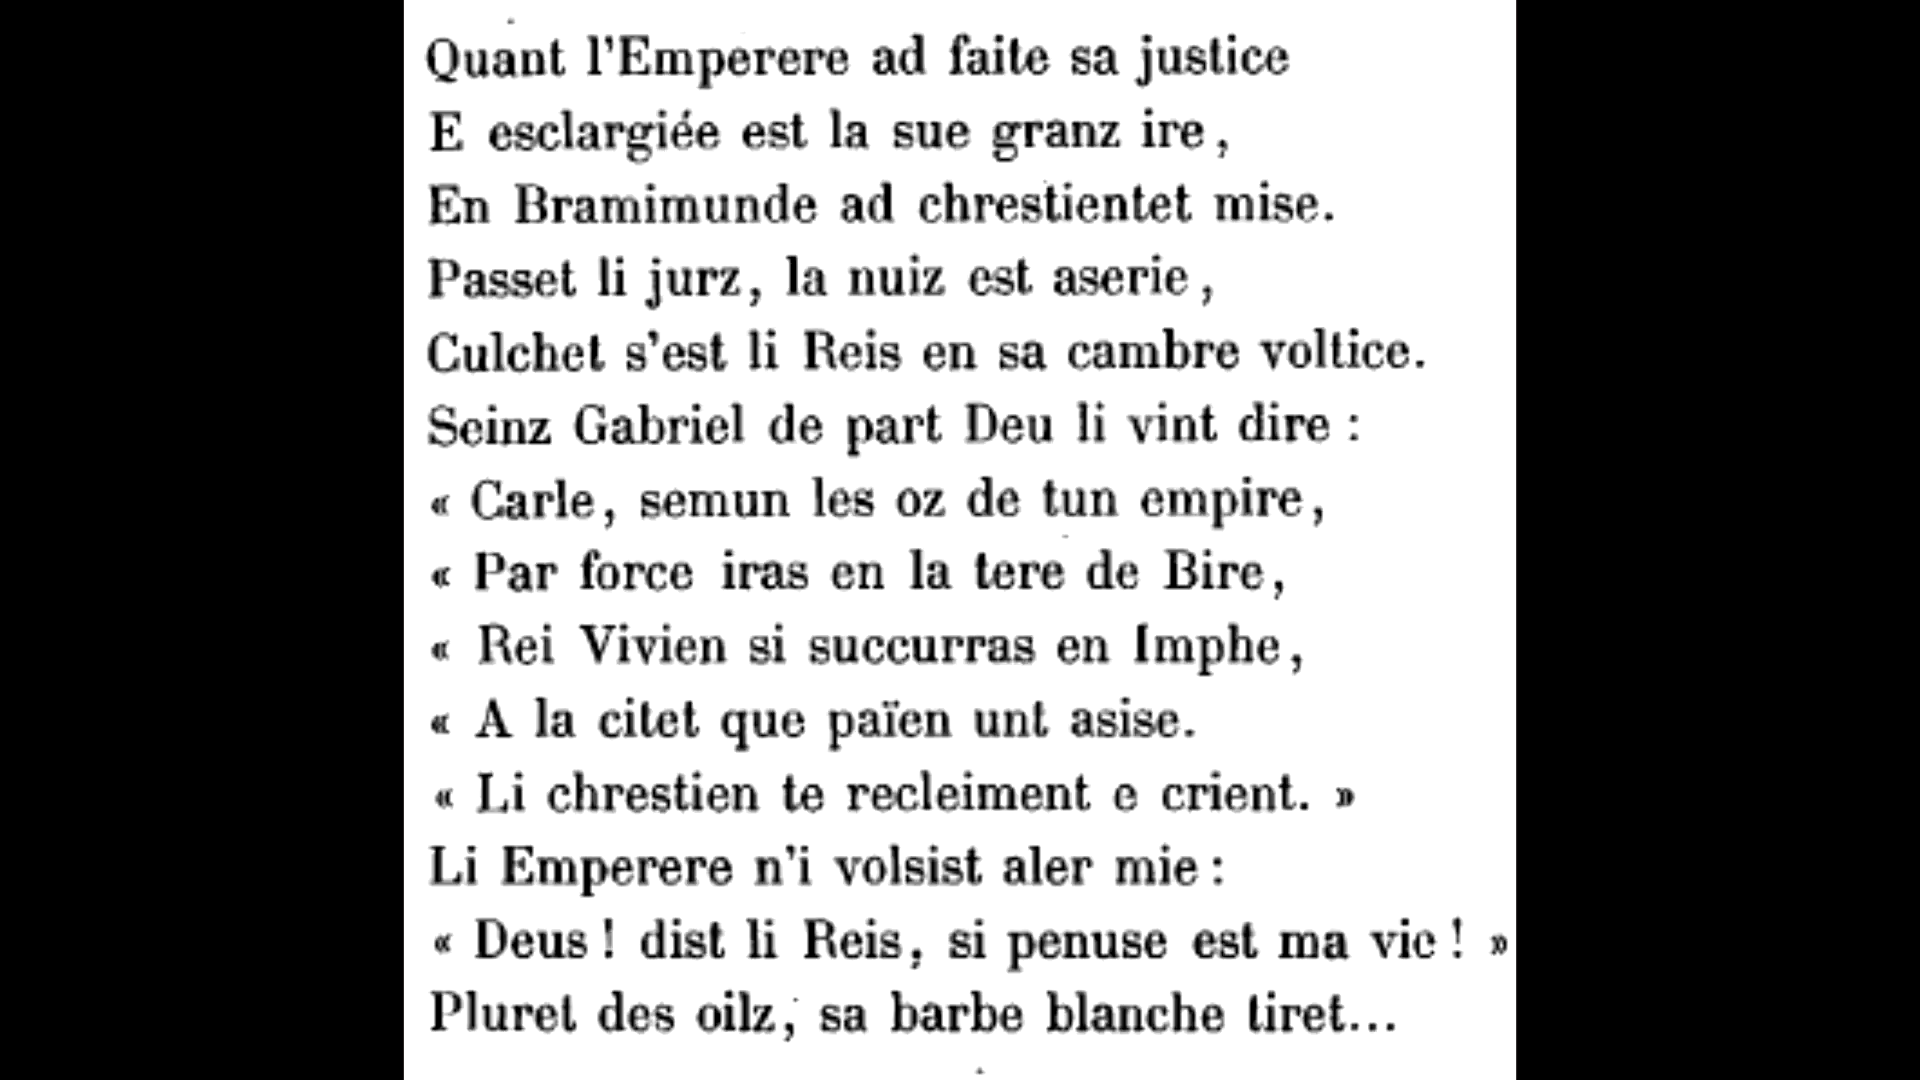 Quant l'Emperere ad faite sa justice
E esclargiée est la sue granz ire,
En Bramimunde ad chrestientet mise.
Passet li jurz, la nuiz est aserie,
Culchet s'est li Reis en sa cambre voltice.
Seinz Gabriel de part Deu li vint dire :
« Carle, semun les oz de tun empire,
« Par force iras en la tere de Bire,
« Rei Vivien si succurras en Imphe,
« A la citet que païen unt asise.
« Li chrestien te recleiment e crient. »
Li Emperere n'i volsist aler mie :
« Deus ! dist li Reis, si penuse est ma vie ! »
Pluret des oilz, sa barbe blanche tiret...